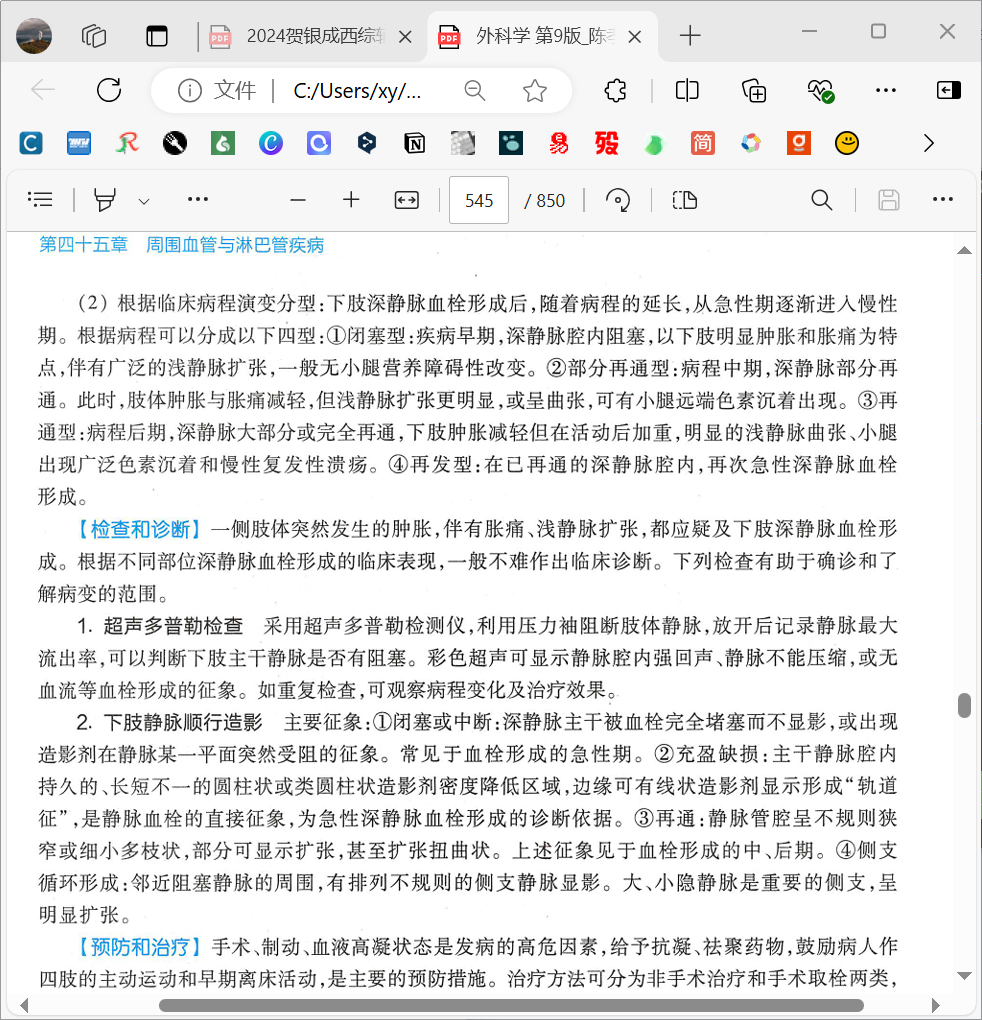 2024贺银成西综辅
外科学 第9版_陈孝
文件
C:/Users/xy/...
简
545
/ 850
第四十五章 周围血管与淋巴管疾病
(2) 根据临床病程演变分型:下肢深静脉血栓形成后,随着病程的延长,从急性期逐渐进入慢性
期。根据病程可以分成以下四型:①闭塞型:疾病早期,深静脉腔内阻塞,以下肢明显肿胀和胀痛为特
点,伴有广泛的浅静脉扩张,一般无小腿营养障碍性改变。②部分再通型:病程中期,深静脉部分再
通。此时,肢体肿胀与胀痛减轻,但浅静脉扩张更明显,或呈曲张,可有小腿远端色素沉着出现。③再
通型:病程后期,深静脉大部分或完全再通,下肢肿胀减轻但在活动后加重,明显的浅静脉曲张、小腿
出现广泛色素沉着和慢性复发性溃疡。④再发型:在已再通的深静脉腔内,再次急性深静脉血栓
形成。
【检查和诊断】一侧肢体突然发生的肿胀,伴有胀痛、浅静脉扩张,都应疑及下肢深静脉血栓形
成。根据不同部位深静脉血栓形成的临床表现,一般不难作出临床诊断。下列检查有助于确诊和了
解病变的范围。
1. 超声多普勒检查 采用超声多普勒检测仪,利用压力袖阻断肢体静脉,放开后记录静脉最大
流出率,可以判断下肢主干静脉是否有阻塞。彩色超声可显示静脉腔内强回声、静脉不能压缩,或无
血流等血栓形成的征象。如重复检查,可观察病程变化及治疗效果。
2. 下肢静脉顺行造影 主要征象:①闭塞或中断:深静脉主干被血栓完全堵塞而不显影,或出现
造影剂在静脉某一平面突然受阻的征象。常见于血栓形成的急性期。②充盈缺损:主干静脉腔内
持久的、长短不一的圆柱状或类圆柱状造影剂密度降低区域,边缘可有线状造影剂显示形成“轨道
征”,是静脉血栓的直接征象,为急性深静脉血栓形成的诊断依据。③再通:静脉管腔呈不规则狭
窄或细小多枝状,部分可显示扩张,甚至扩张扭曲状。上述征象见于血栓形成的中、后期。④侧支
循环形成:邻近阻塞静脉的周围,有排列不规则的侧支静脉显影。大、小隐静脉是重要的侧支,呈
明显扩张。
【预防和治疗】手术、制动、血液高凝状态是发病的高危因素,给予抗凝、祛聚药物,鼓励病人作
四肢的主动运动和早期离床活动,是主要的预防措施。治疗方法可分为非手术治疗和手术取栓两类,